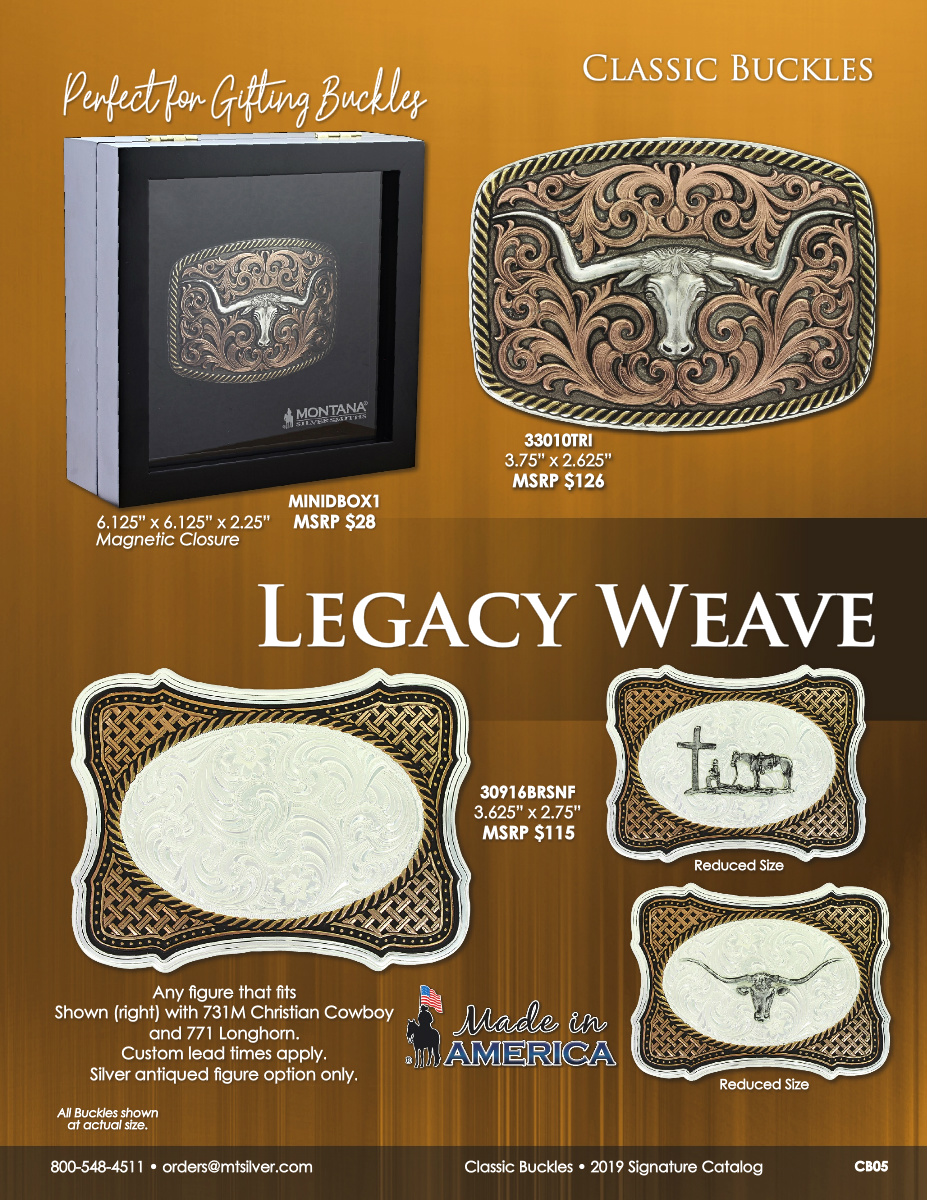 Classic Buckles
Perfect for Gifting Buckles
MONTANA®
SILVERSMITHS
33010TRI
3.75” x 2.625”
MSRP $126
MINIDBOX1
6.125” x 6.125” x 2.25” MSRP $28
Magnetic Closure
Legacy Weave
30916BRSNF
3.625” x 2.75”
MSRP $115
Reduced Size
Reduced Size
Any figure that fits
Shown (right) with 731M Christian Cowboy
and 771 Longhorn.
Custom lead times apply.
Silver antiqued figure option only.
® Made in
AMERICA
All Buckles shown
at actual size.
800-548-4511 • orders@mtsilver.com Classic Buckles • 2019 Signature Catalog CB05